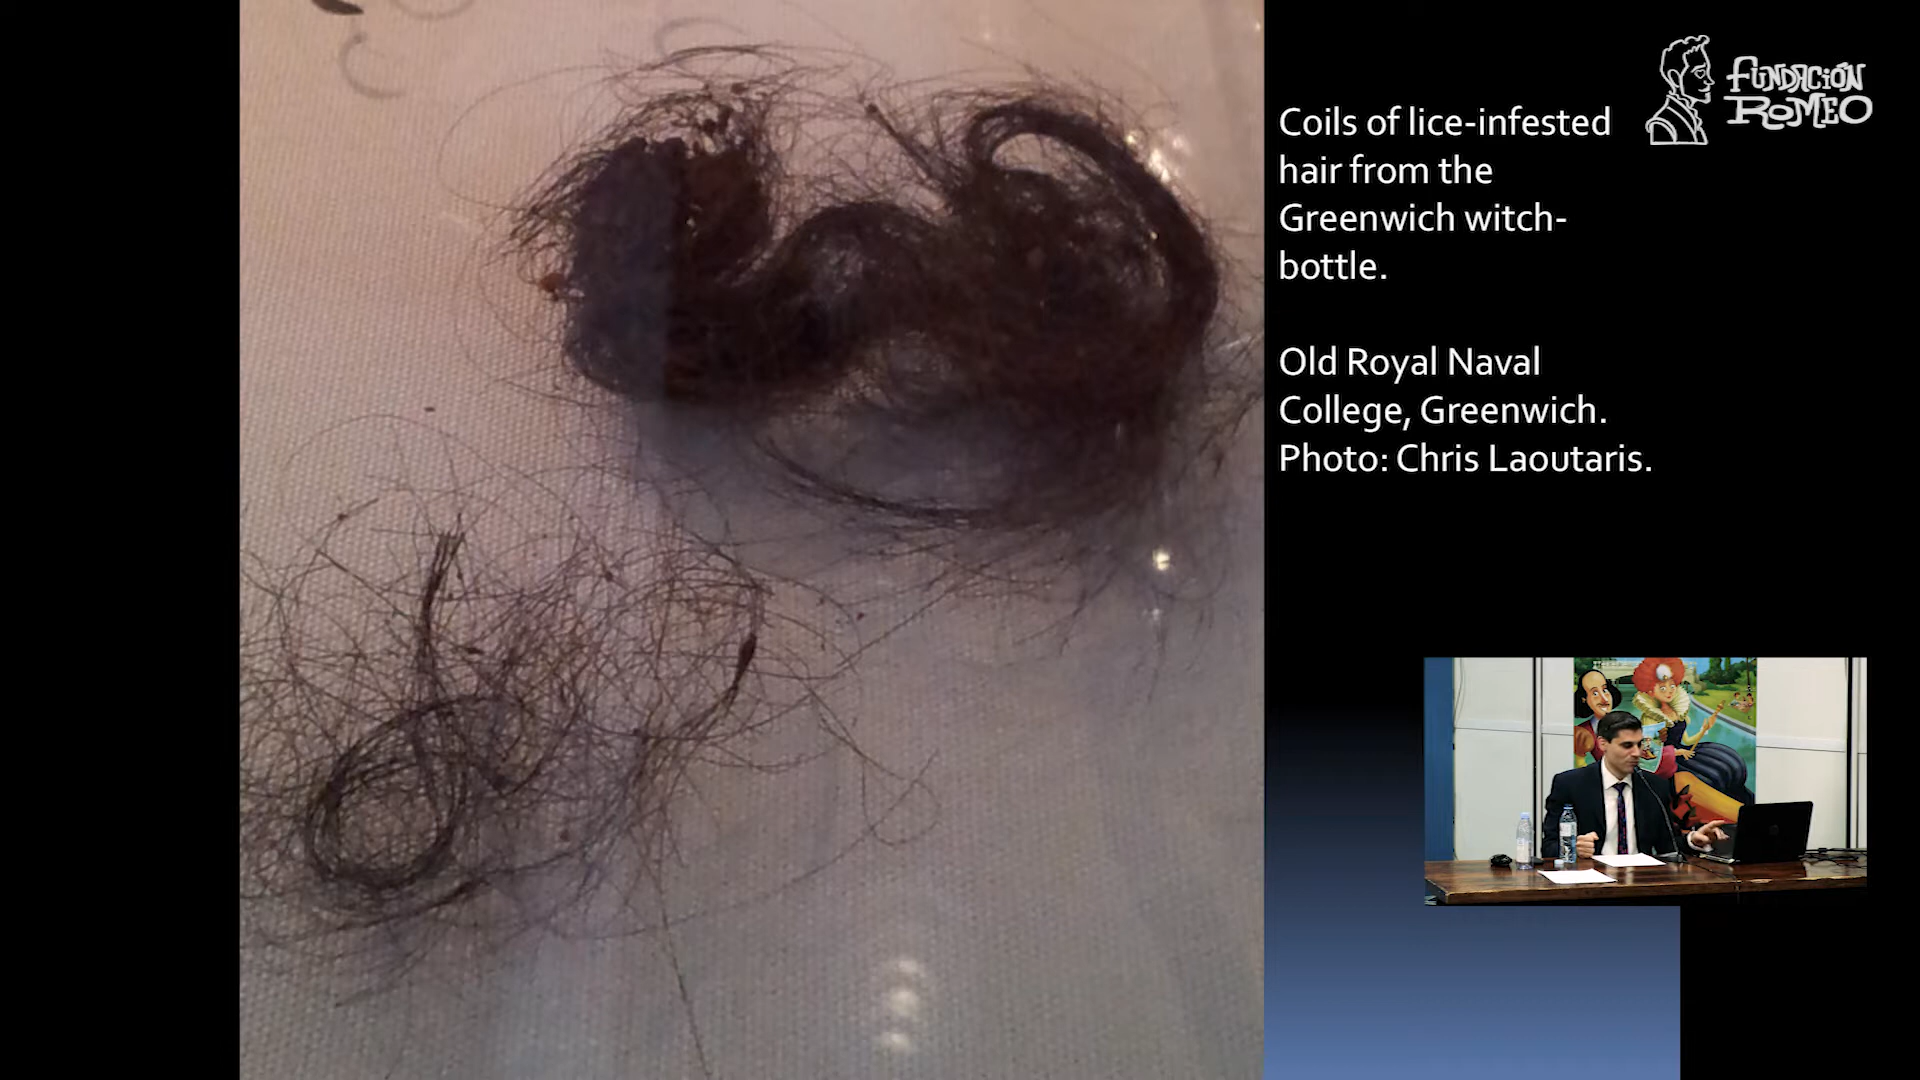 Coils of lice-infested
hair from the
Greenwich witch-
bottle.
Old Royal Naval
College, Greenwich.
Photo: Chris Laoutaris.
FUNDACIÓN
ROMEO